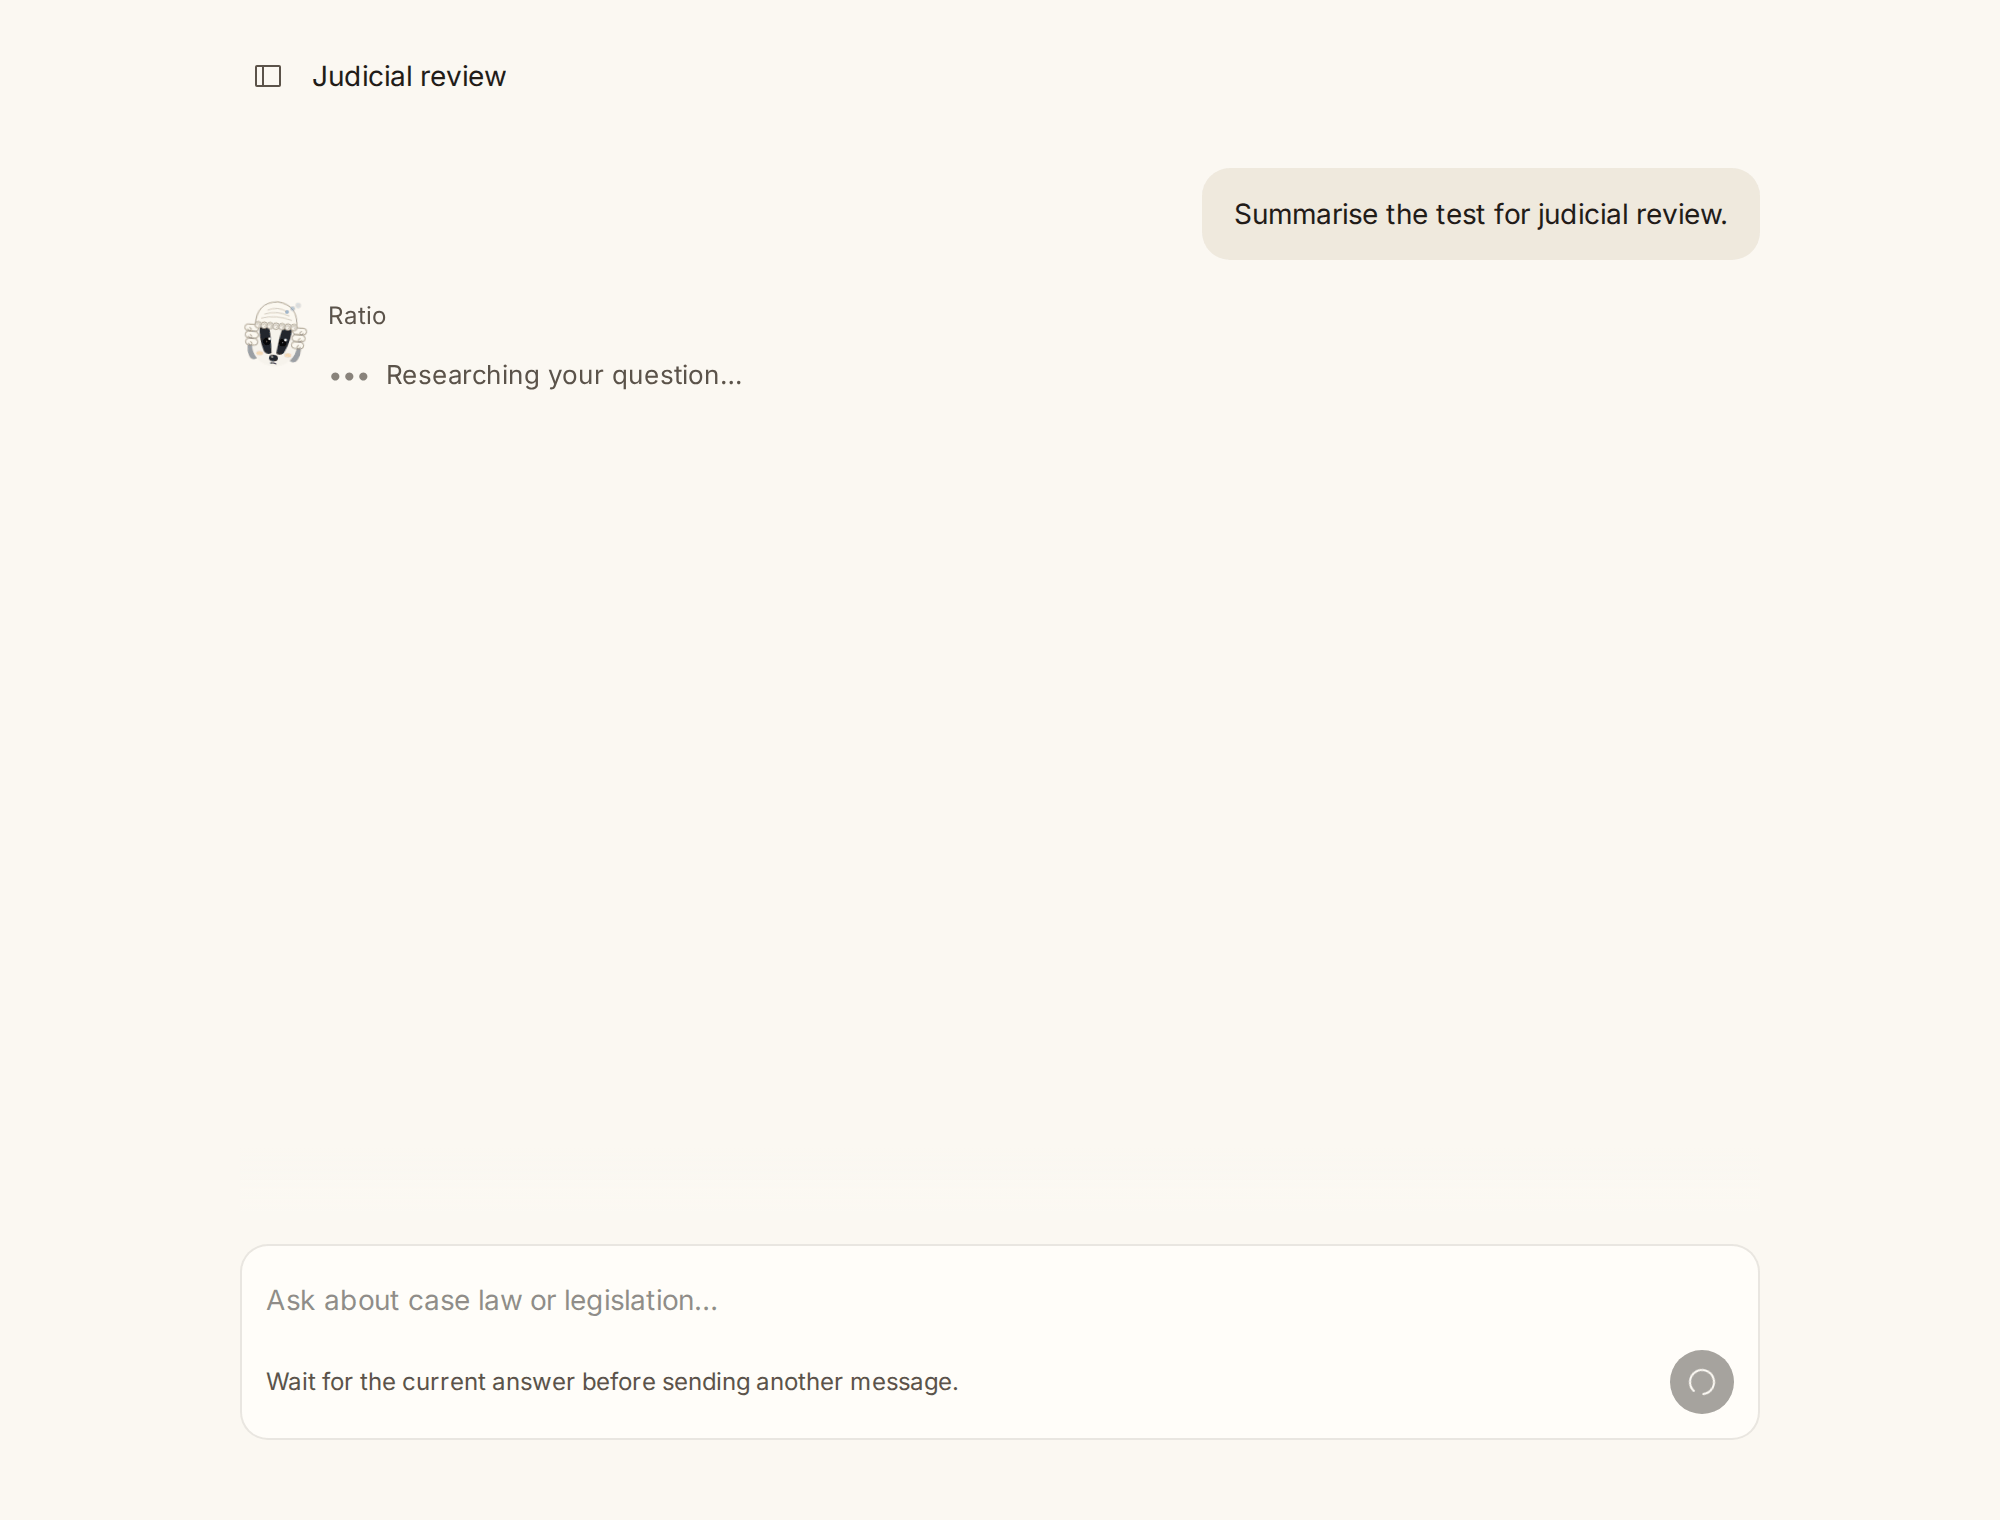 Judicial review
Summarise the test for judicial review.
Ratio
Researching your question...
Ask about case law or legislation...
Wait for the current answer before sending another message.